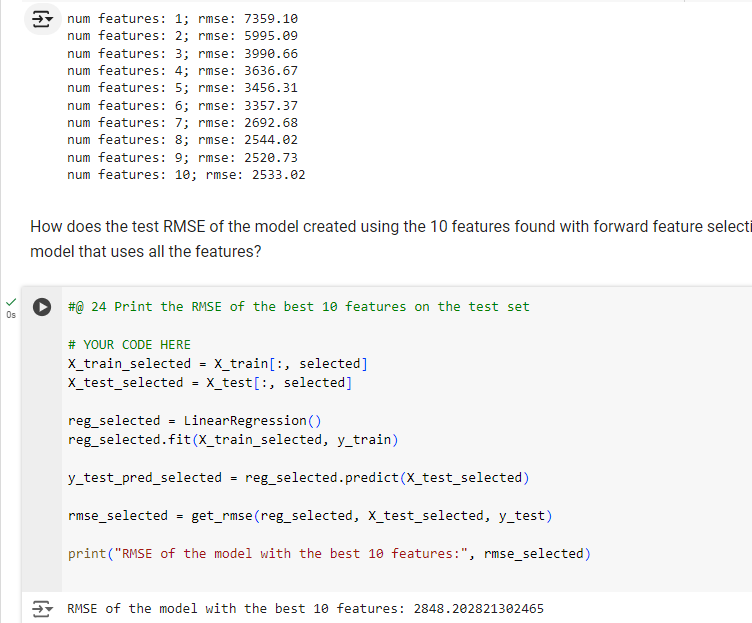 num features: 1; rmse: 7359.10
num features: 2; rmse: 5995.09
num features: 3; rmse: 3990.66
num features: 4; rmse: 3636.67
num features: 5; rmse: 3456.31
num features: 6; rmse: 3357.37
num features: 7; rmse: 2692.68
num features: 8; rmse: 2544.02
num features: 9; rmse: 2520.73
num features: 10; rmse: 2533.02
How does the test RMSE of the model created using the 10 features found with forward feature selecti
model that uses all the features?
0s
#@ 24 Print the RMSE of the best 10 features on the test set
# YOUR CODE HERE
X_train_selected = X_train[:, selected]
X_test_selected = X_test[:, selected]
reg_selected = LinearRegression()
reg_selected.fit(X_train_selected, y_train)
y_test_pred_selected = reg_selected.predict(X_test_selected)
rmse_selected = get_rmse(reg_selected, X_test_selected, y_test)
print("RMSE of the model with the best 10 features:", rmse_selected)
RMSE of the model with the best 10 features: 2848.202821302465